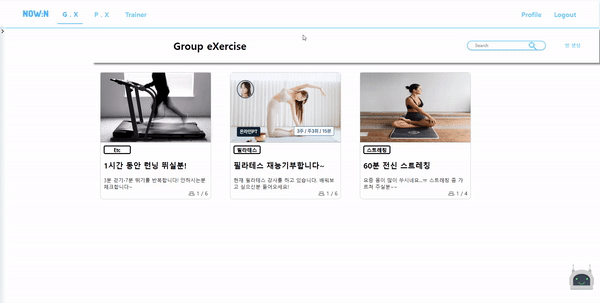 NOW:N
G . X
P . X
Trainer
Profile
Logout
Group eXercise
Search
방 생성
Etc
1시간 동안 런닝 뛰실분!
3분 걷기-7분 뛰기를 반복합니다! 안하시는분 체크합니다~
1 / 6
온라인PT
3주 / 주3회 / 15분
필라테스
필라테스 재능기부합니다~
현재 필라테스 강사를 하고 있습니다. 배워보고 싶으신분 들어오세요!
1 / 6
스트레칭
60분 전신 스트레칭
요즘 몸이 많이 쑤시네요..ㅠ 스트레칭 좀 가르쳐 주실분~~
1 / 4